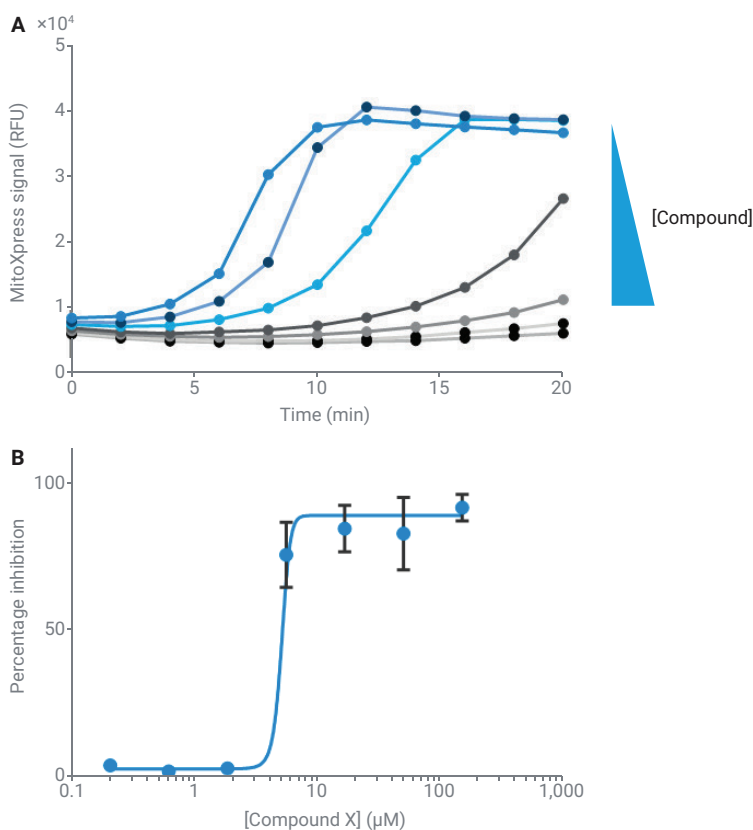 A ×10⁴
5
4
3
2
1
0
MitoXpress signal (RFU)
0 5 10 15 20
Time (min)
[Compound]
B
100
50
0
Percentage inhibition
0.1 1 10 100 1,000
[Compound X] (µM)